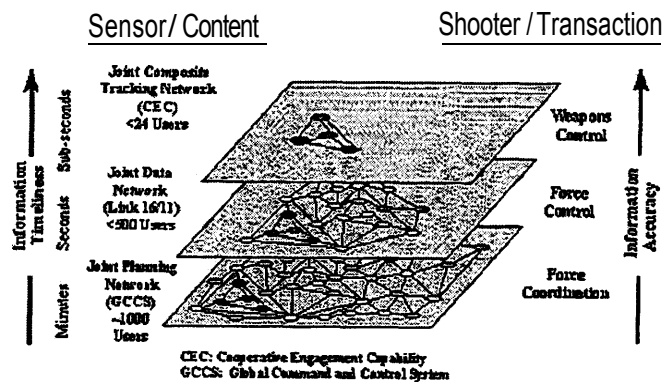 Sensor / Content
Shooter / Transaction
Joint Composite
Tracking Network
(CEC)
<24 Users
Weapons
Control
Sub-seconds
Information
Timeliness
Seconds
Joint Data
Network
(Link 16/11)
<500 Users
Force
Control
Information
Accuracy
Minutes
Joint Planning
Network
(GCCS)
~1000
Users
Force
Coordination
CEC: Cooperative Engagement Capability
GCCS: Global Command and Control System